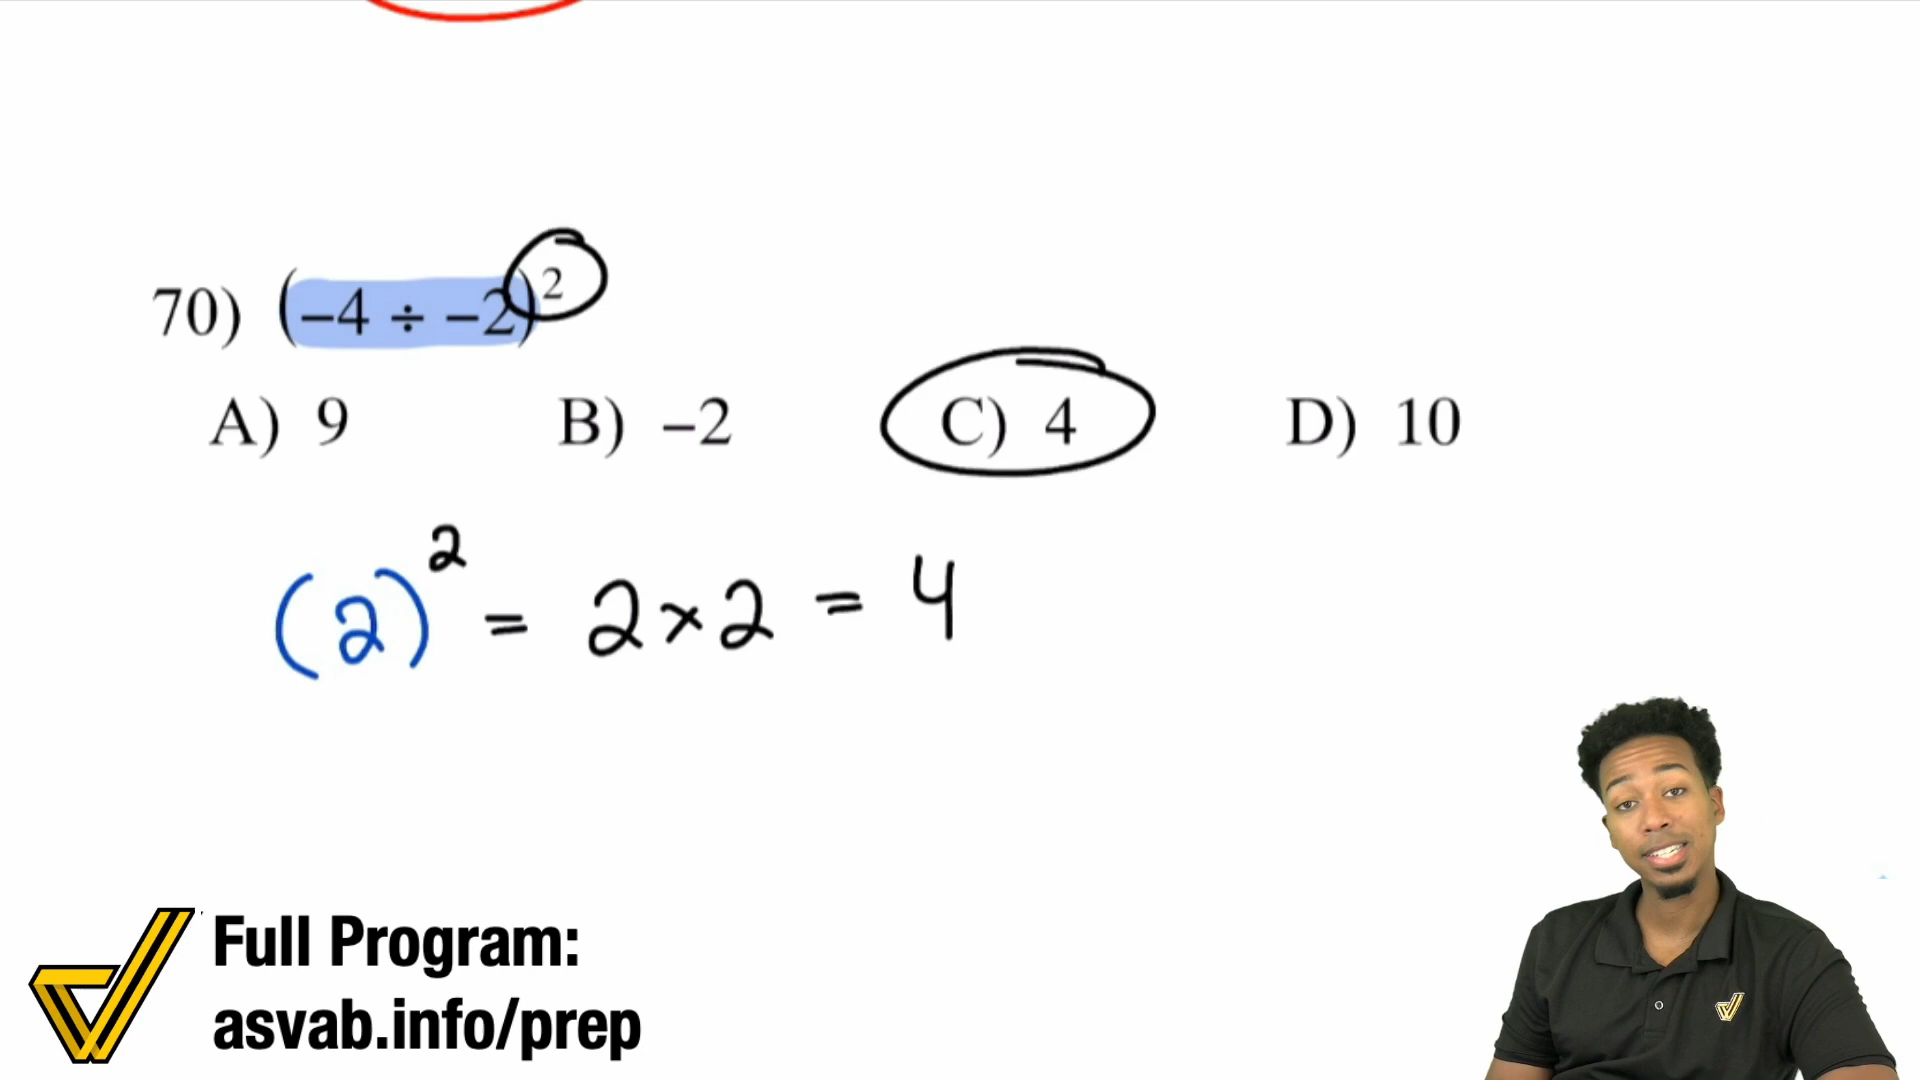 70) (−4 ÷ −2)²
A) 9 B) −2 C) 4 D) 10
(2)² = 2 × 2 = 4
Full Program:
asvab.info/prep